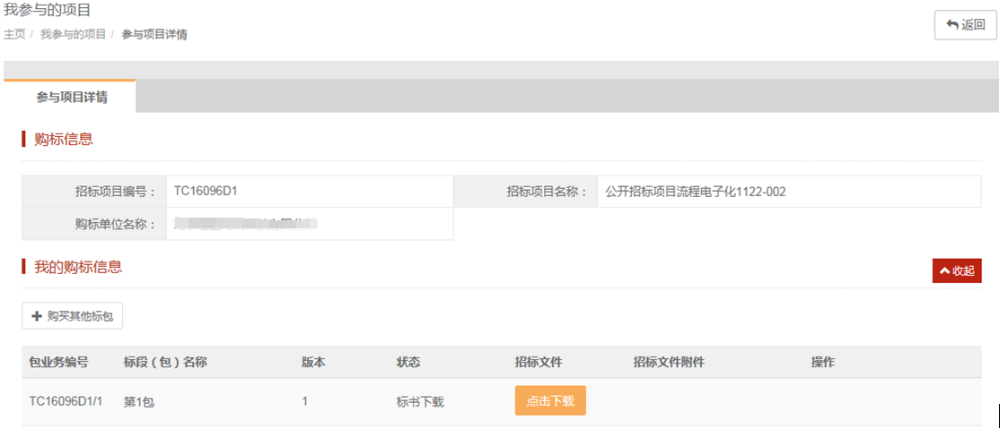 我参与的项目
主页 / 我参与的项目 / 参与项目详情
返回
参与项目详情
购标信息
招标项目编号： TC16096D1 招标项目名称： 公开招标项目流程电子化1122-002
购标单位名称：
我的购标信息
收起
购买其他标包
包业务编号 标段（包）名称 版本 状态 招标文件 招标文件附件 操作
TC16096D1/1 第1包 1 标书下载 点击下载